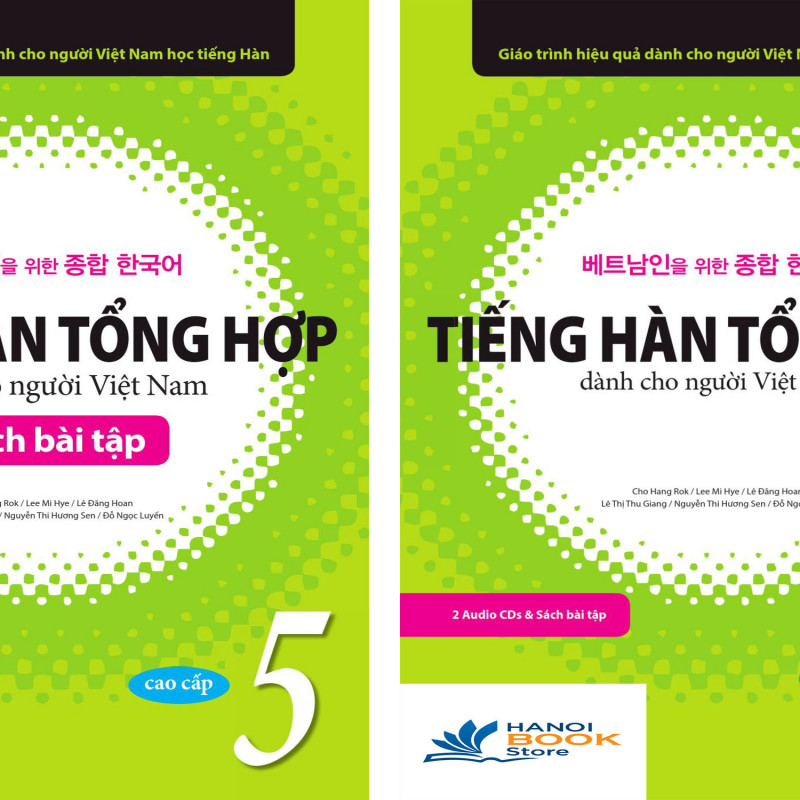 nh cho người Việt Nam học tiếng Hàn
을 위한 종합 한국어
ÀN TỔNG HỢP
o người Việt Nam
ch bài tập
g Rok / Lee Mi Hye / Lê Đăng Hoan
/ Nguyễn Thị Hương Sen / Đỗ Ngọc Luyến
cao cấp
5
Giáo trình hiệu quả dành cho người Việt N
베트남인을 위한 종합 한
TIẾNG HÀN TỔ
dành cho người Việt
Cho Hang Rok / Lee Mi Hye / Lê Đăng Hoan
Lê Thị Thu Giang / Nguyễn Thị Hương Sen / Đỗ Ngọ
2 Audio CDs & Sách bài tập
HANOI
BOOK
Store